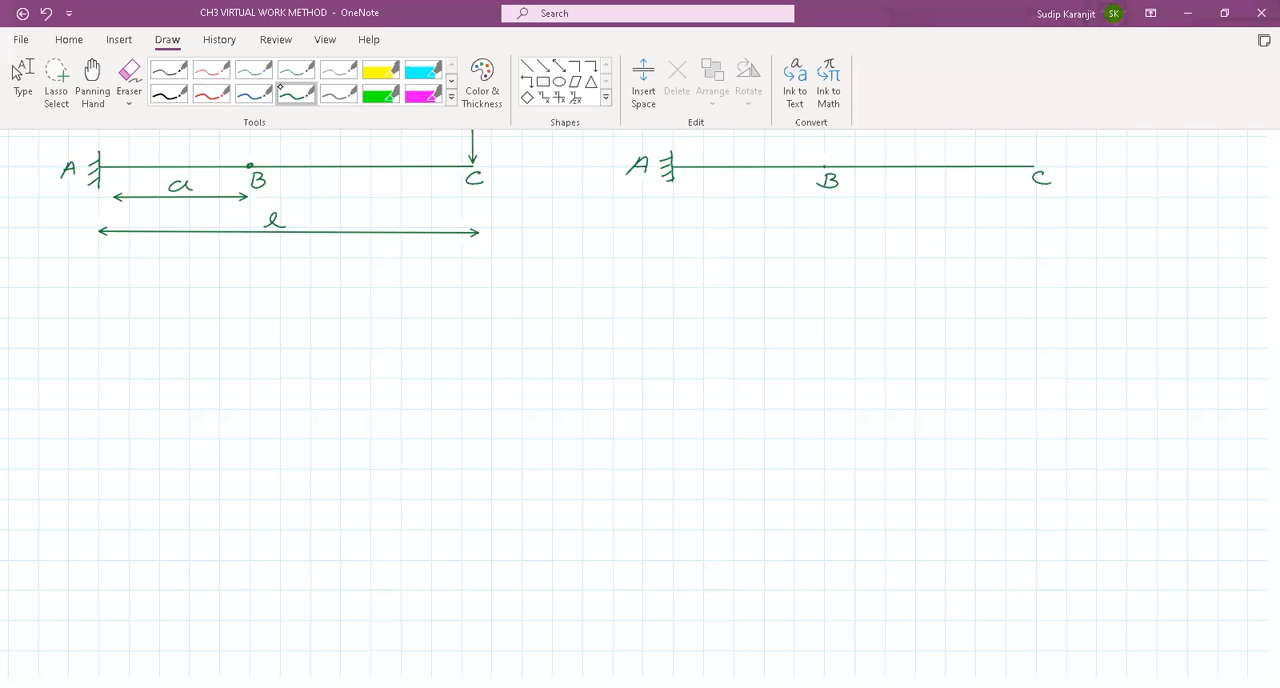 CH3 VIRTUAL WORK METHOD - OneNote
Search
Sudip Karanjit SK
File Home Insert Draw History Review View Help
Type
Lasso Select
Panning Hand
Eraser
Color & Thickness
Insert Space
Delete
Arrange
Rotate
Ink to Text
Ink to Math
Tools
Shapes
Edit
Convert
A B C
a
l
A B C